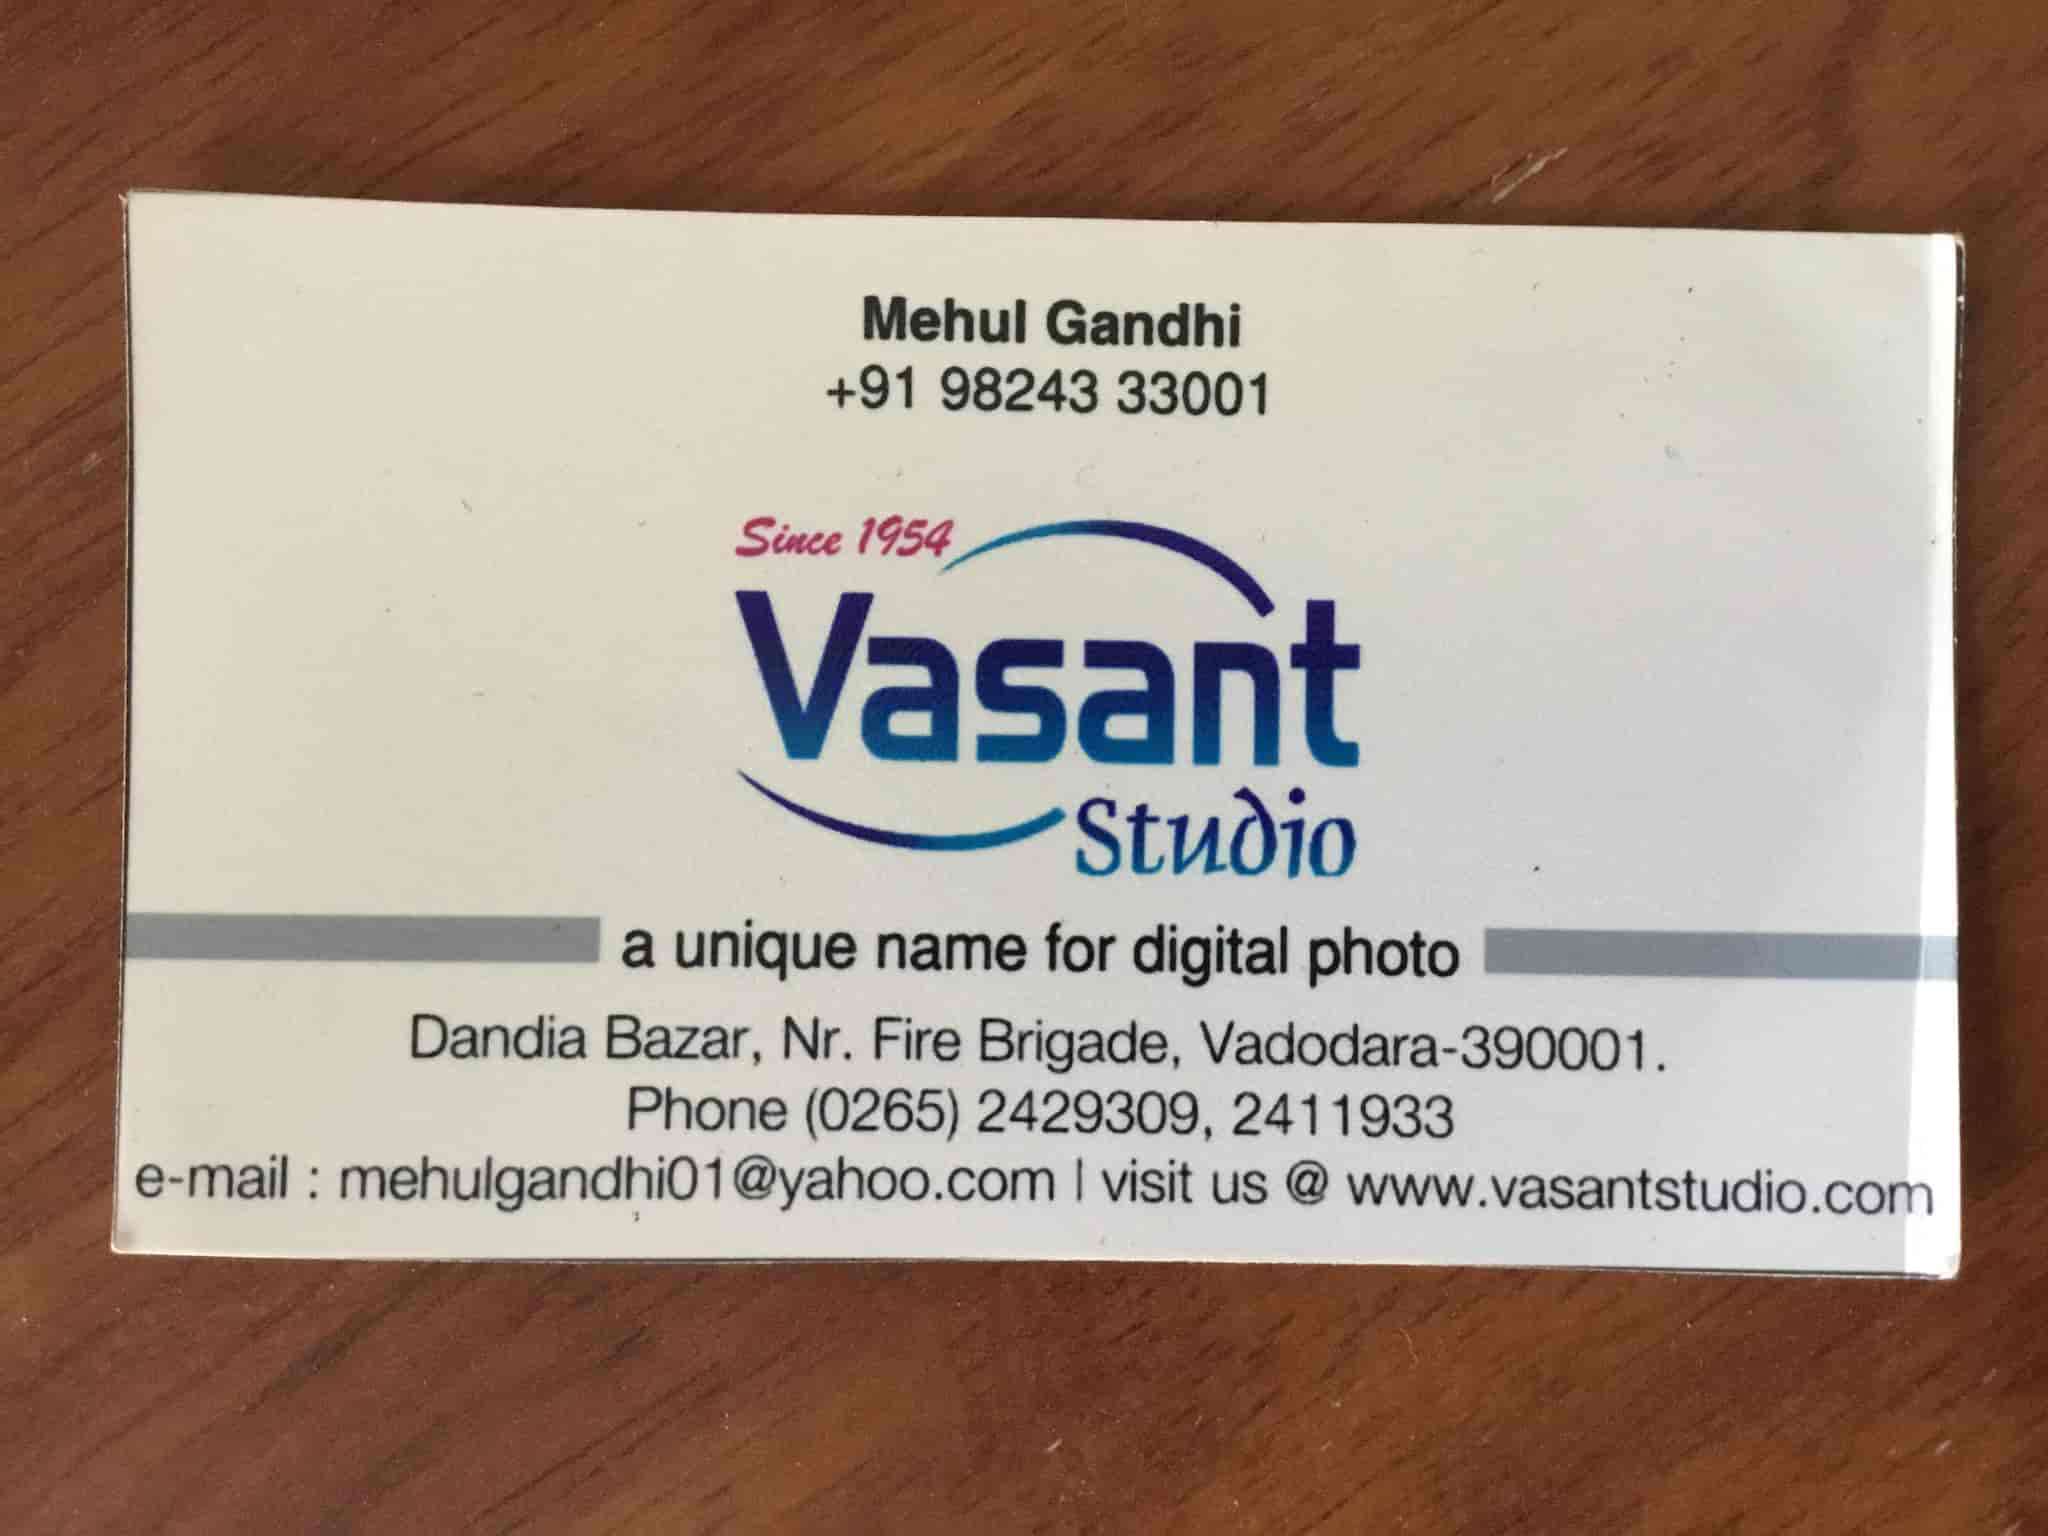 Mehul Gandhi
+91 98243 33001
Since 1954
Vasant
Studio
a unique name for digital photo
Dandia Bazar, Nr. Fire Brigade, Vadodara-390001.
Phone (0265) 2429309, 2411933
e-mail : mehulgandhi01@yahoo.com | visit us @ www.vasantstudio.com